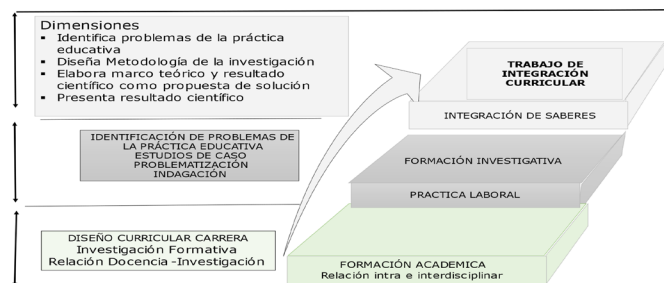 Dimensiones
▪ Identifica problemas de la práctica
educativa
▪ Diseña Metodología de la investigación
▪ Elabora marco teórico y resultado
científico como propuesta de solución
▪ Presenta resultado científico
TRABAJO DE
INTEGRACIÓN
CURRICULAR
INTEGRACIÓN DE SABERES
IDENTIFICACIÓN DE PROBLEMAS DE
LA PRÁCTICA EDUCATIVA
ESTUDIOS DE CASO
PROBLEMATIZACIÓN
INDAGACIÓN
FORMACIÓN INVESTIGATIVA
PRACTICA LABORAL
DISEÑO CURRICULAR CARRERA
Investigación Formativa
Relación Docencia -Investigación
FORMACIÓN ACADEMICA
Relación intra e interdisciplinar